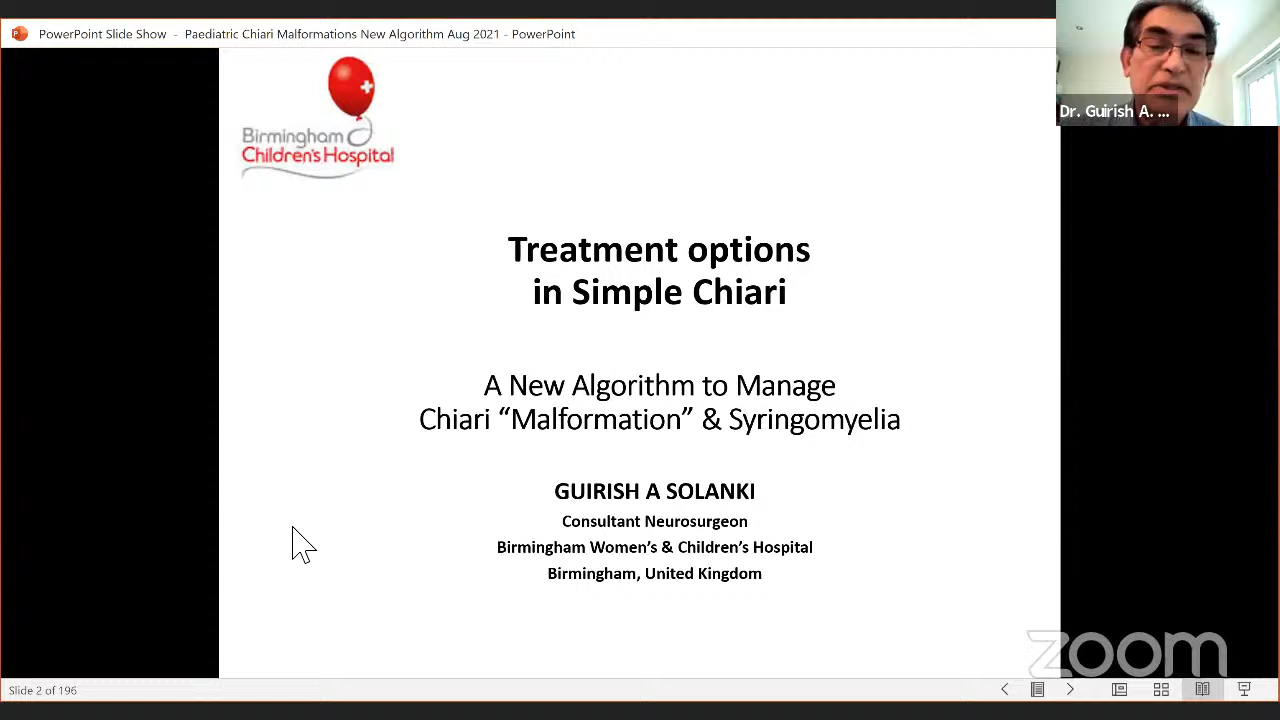 PowerPoint Slide Show - Paediatric Chiari Malformations New Algorithm Aug 2021 - PowerPoint
Dr. Guirish A. ...
Birmingham
Children's Hospital
Treatment options
in Simple Chiari
A New Algorithm to Manage
Chiari “Malformation” & Syringomyelia
GUIRISH A SOLANKI
Consultant Neurosurgeon
Birmingham Women’s & Children’s Hospital
Birmingham, United Kingdom
zoom
Slide 2 of 196